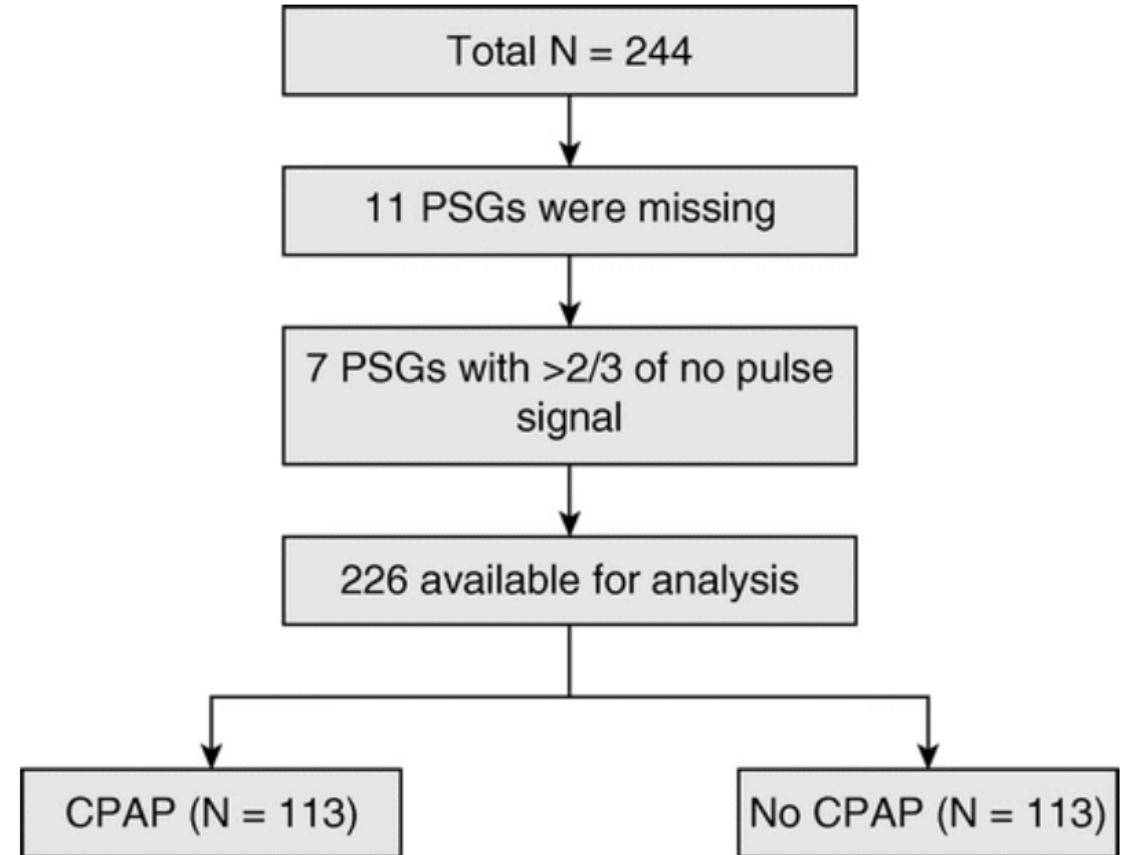 Total N = 244
11 PSGs were missing
7 PSGs with >2/3 of no pulse
signal
226 available for analysis
CPAP (N = 113)
No CPAP (N = 113)